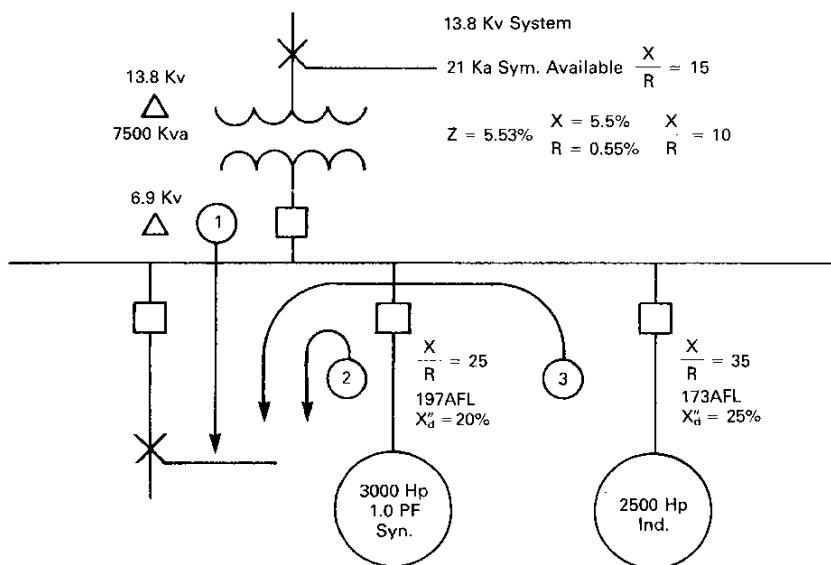 13.8 Kv System
21 Ka Sym. Available X/R ≃ 15
13.8 Kv
△
7500 Kva
Z = 5.53% X = 5.5% X/R = 10
R = 0.55%
6.9 Kv
△
1
X/R = 25
197AFL
X″d = 20%
2
3
X/R = 35
173AFL
X″d = 25%
3000 Hp
1.0 PF
Syn.
2500 Hp
Ind.